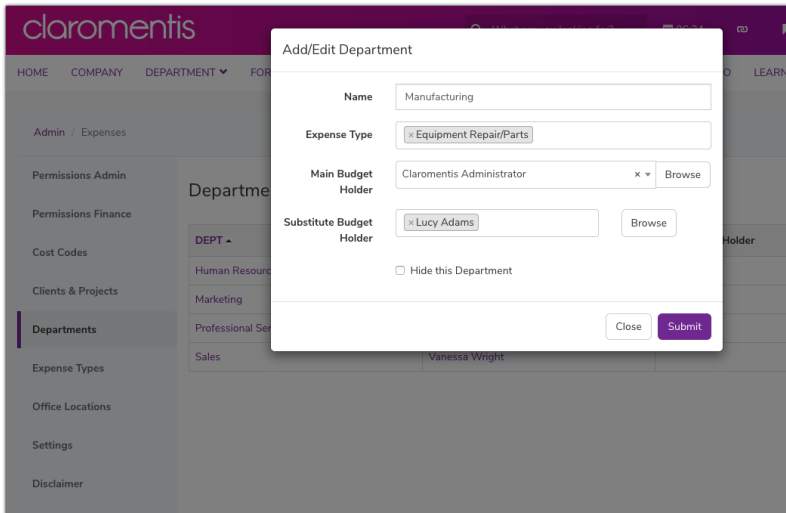 claromentis
Add/Edit Department
HOME COMPANY DEPARTMENT FOR LEARN
Name Manufacturing
Expense Type × Equipment Repair/Parts
Admin / Expenses
Main Budget Holder Claromentis Administrator × Browse
Substitute Budget Holder × Lucy Adams Browse
Hide this Department
Close Submit
Permissions Admin
Permissions Finance
Cost Codes
Clients & Projects
Departments
Expense Types
Office Locations
Settings
Disclaimer
Departme
DEPT Holder
Human Resourc
Marketing
Professional Ser
Sales Vanessa Wright